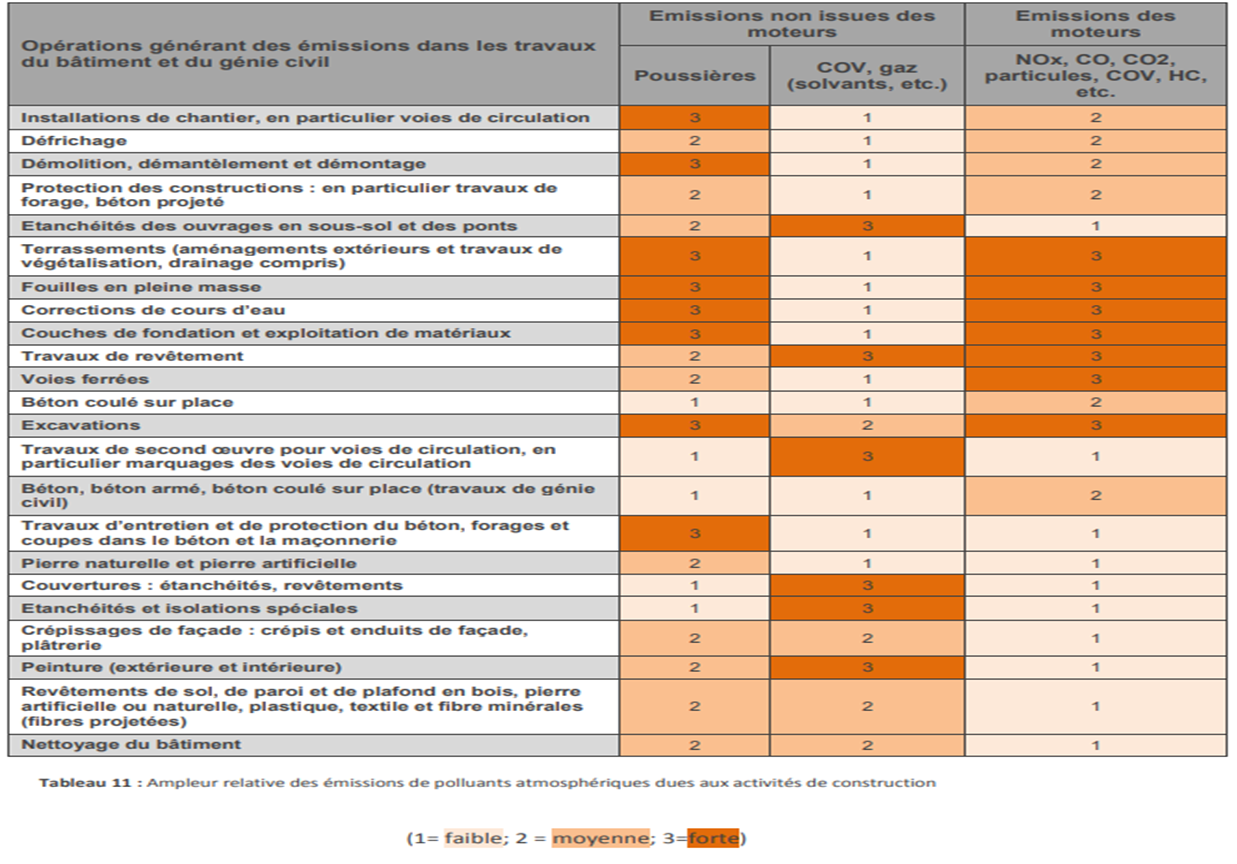 Opérations générant des émissions dans les travaux
du bâtiment et du génie civil
Emissions non issues des
moteurs
Emissions des
moteurs
Poussières
COV, gaz
(solvants, etc.)
NOx, CO, CO2,
particules, COV, HC,
etc.
Installations de chantier, en particulier voies de circulation 3 1 2
Défrichage 2 1 2
Démolition, démantèlement et démontage 3 1 2
Protection des constructions : en particulier travaux de
forage, béton projeté 2 1 2
Etanchéités des ouvrages en sous-sol et des ponts 2 3 1
Terrassements (aménagements extérieurs et travaux de
végétalisation, drainage compris) 3 1 3
Fouilles en pleine masse 3 1 3
Corrections de cours d'eau 3 1 3
Couches de fondation et exploitation de matériaux 3 1 3
Travaux de revêtement 2 3 3
Voies ferrées 2 1 3
Béton coulé sur place 1 1 2
Excavations 3 2 3
Travaux de second œuvre pour voies de circulation, en
particulier marquages des voies de circulation 1 3 1
Béton, béton armé, béton coulé sur place (travaux de génie
civil) 1 1 2
Travaux d'entretien et de protection du béton, forages et
coupes dans le béton et la maçonnerie 3 1 1
Pierre naturelle et pierre artificielle 2 1 1
Couvertures : étanchéités, revêtements 1 3 1
Etanchéités et isolations spéciales 1 3 1
Crépissages de façade : crépis et enduits de façade,
plâtrerie 2 2 1
Peinture (extérieure et intérieure) 2 3 1
Revêtements de sol, de paroi et de plafond en bois, pierre
artificielle ou naturelle, plastique, textile et fibre minérales
(fibres projetées) 2 2 1
Nettoyage du bâtiment 2 2 1
Tableau 11 : Ampleur relative des émissions de polluants atmosphériques dues aux activités de construction
(1= faible; 2 = moyenne; 3=forte)